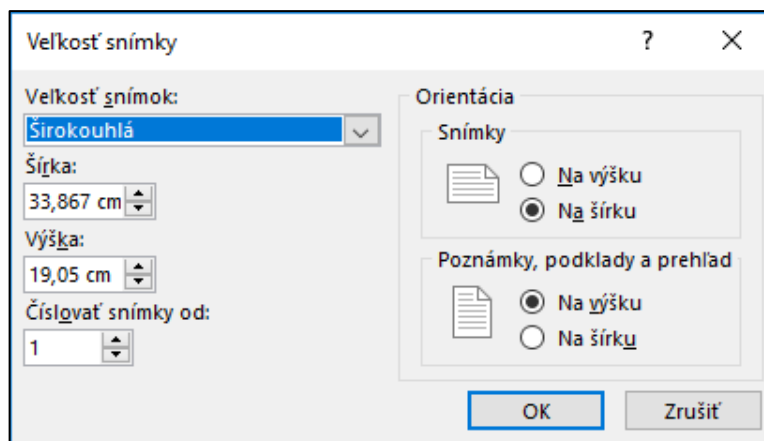 Veľkosť snímky
?
Veľkosť snímok:
Širokouhlá
Šírka:
33,867 cm
Výška:
19,05 cm
Číslovať snímky od:
1
Orientácia
Snímky
Na výšku
Na šírku
Poznámky, podklady a prehľad
Na výšku
Na šírku
OK
Zrušiť